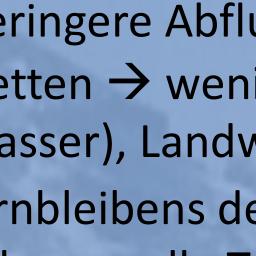 eringere Abflu
etten → weni
asser), Landw
rnbleibens de